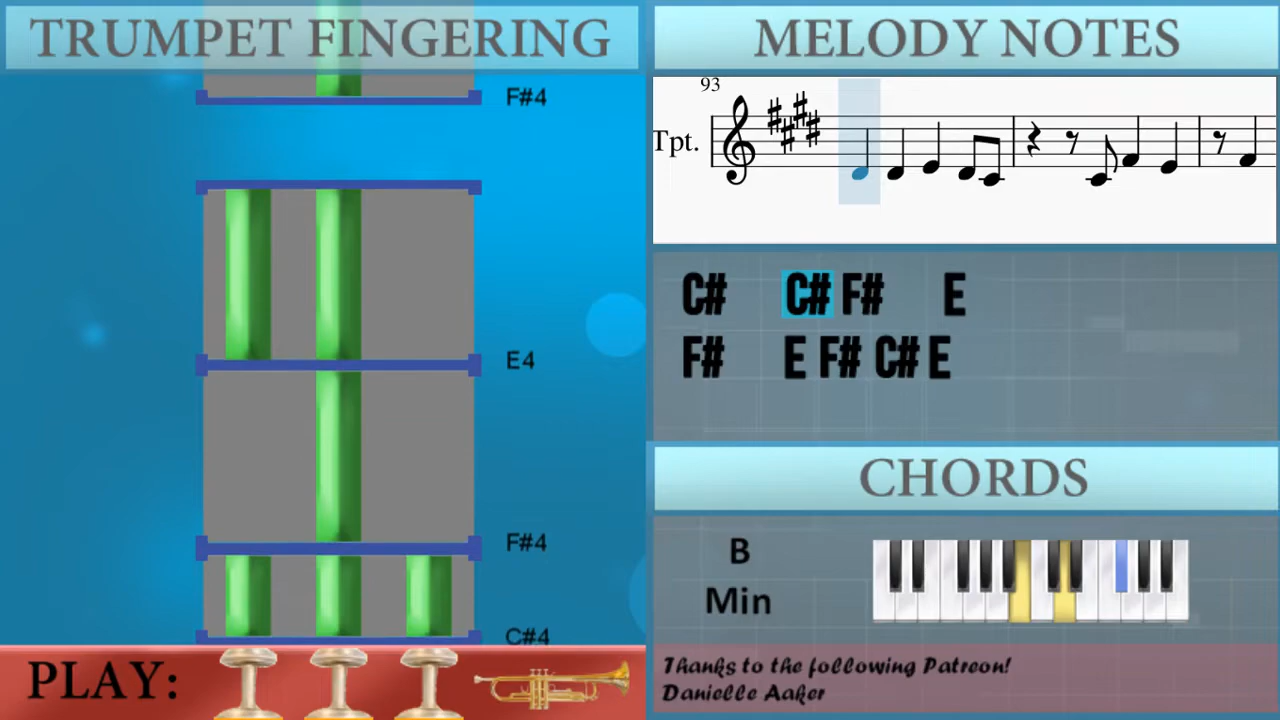 TRUMPET FINGERING
F#4
E4
F#4
C#4
PLAY:
MELODY NOTES
93
Tpt.
C# C# F# E
F# E F# C# E
CHORDS
B
Min
Thanks to the following Patreon!
Danielle Aaker